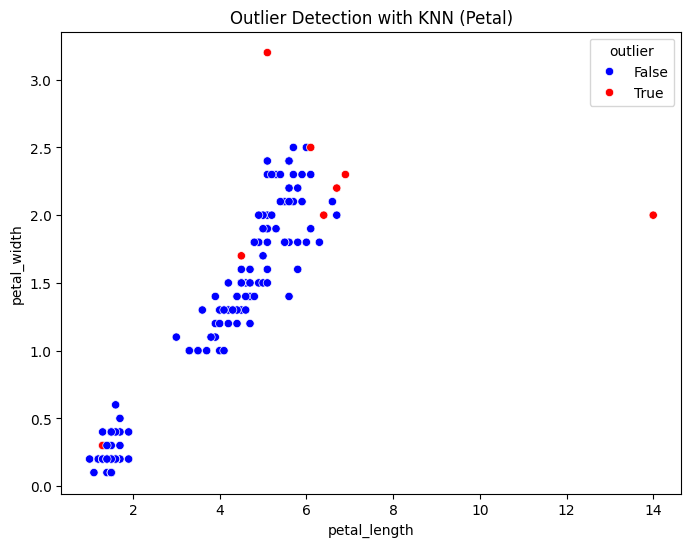 Outlier Detection with KNN (Petal)
outlier
False
True
3.0
2.5
2.0
1.5
1.0
0.5
0.0
petal_width
2 4 6 8 10 12 14
petal_length